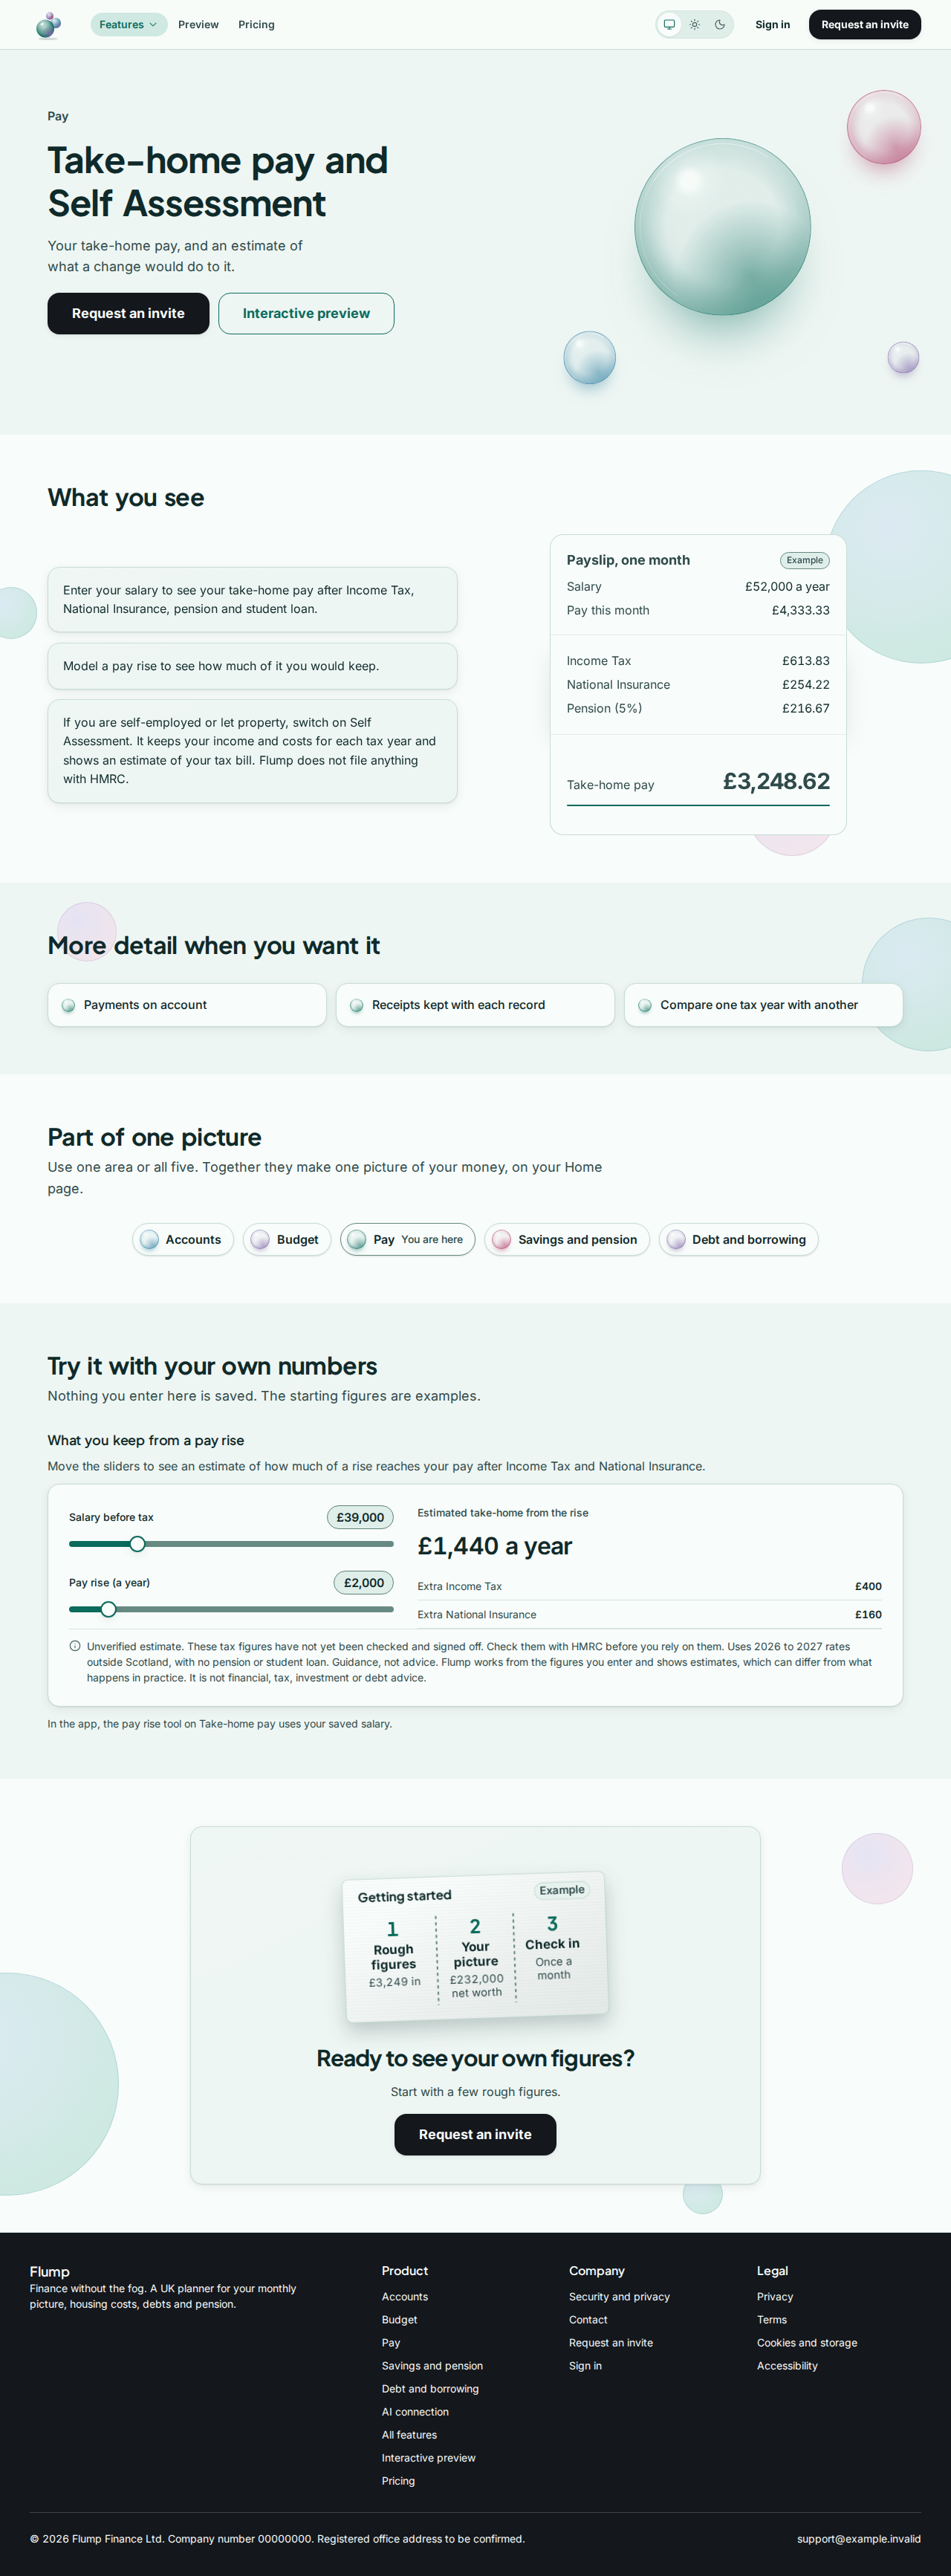 Features
Preview
Pricing
Sign in
Request an invite
Pay
Take-home pay and
Self Assessment
Your take-home pay, and an estimate of
what a change would do to it.
Request an invite
Interactive preview
What you see
Enter your salary to see your take-home pay after Income Tax,
National Insurance, pension and student loan.
Model a pay rise to see how much of it you would keep.
If you are self-employed or let property, switch on Self
Assessment. It keeps your income and costs for each tax year and
shows an estimate of your tax bill. Flump does not file anything
with HMRC.
Payslip, one month
Example
Salary
£52,000 a year
Pay this month
£4,333.33
Income Tax
£613.83
National Insurance
£254.22
Pension (5%)
£216.67
Take-home pay
£3,248.62
More detail when you want it
Payments on account
Receipts kept with each record
Compare one tax year with another
Part of one picture
Use one area or all five. Together they make one picture of your money, on your Home
page.
Accounts
Budget
Pay You are here
Savings and pension
Debt and borrowing
Try it with your own numbers
Nothing you enter here is saved. The starting figures are examples.
What you keep from a pay rise
Move the sliders to see an estimate of how much of a rise reaches your pay after Income Tax and National Insurance.
Salary before tax
£39,000
Pay rise (a year)
£2,000
Estimated take-home from the rise
£1,440 a year
Extra Income Tax
£400
Extra National Insurance
£160
Unverified estimate. These tax figures have not yet been checked and signed off. Check them with HMRC before you rely on them. Uses 2026 to 2027 rates
outside Scotland, with no pension or student loan. Guidance, not advice. Flump works from the figures you enter and shows estimates, which can differ from what
happens in practice. It is not financial, tax, investment or debt advice.
In the app, the pay rise tool on Take-home pay uses your saved salary.
Getting started
Example
1
Rough
figures
£3,249 in
2
Your
picture
£232,000
net worth
3
Check in
Once a
month
Ready to see your own figures?
Start with a few rough figures.
Request an invite
Flump
Finance without the fog. A UK planner for your monthly
picture, housing costs, debts and pension.
Product
Accounts
Budget
Pay
Savings and pension
Debt and borrowing
AI connection
All features
Interactive preview
Pricing
Company
Security and privacy
Contact
Request an invite
Sign in
Legal
Privacy
Terms
Cookies and storage
Accessibility
© 2026 Flump Finance Ltd. Company number 00000000. Registered office address to be confirmed.
support@example.invalid